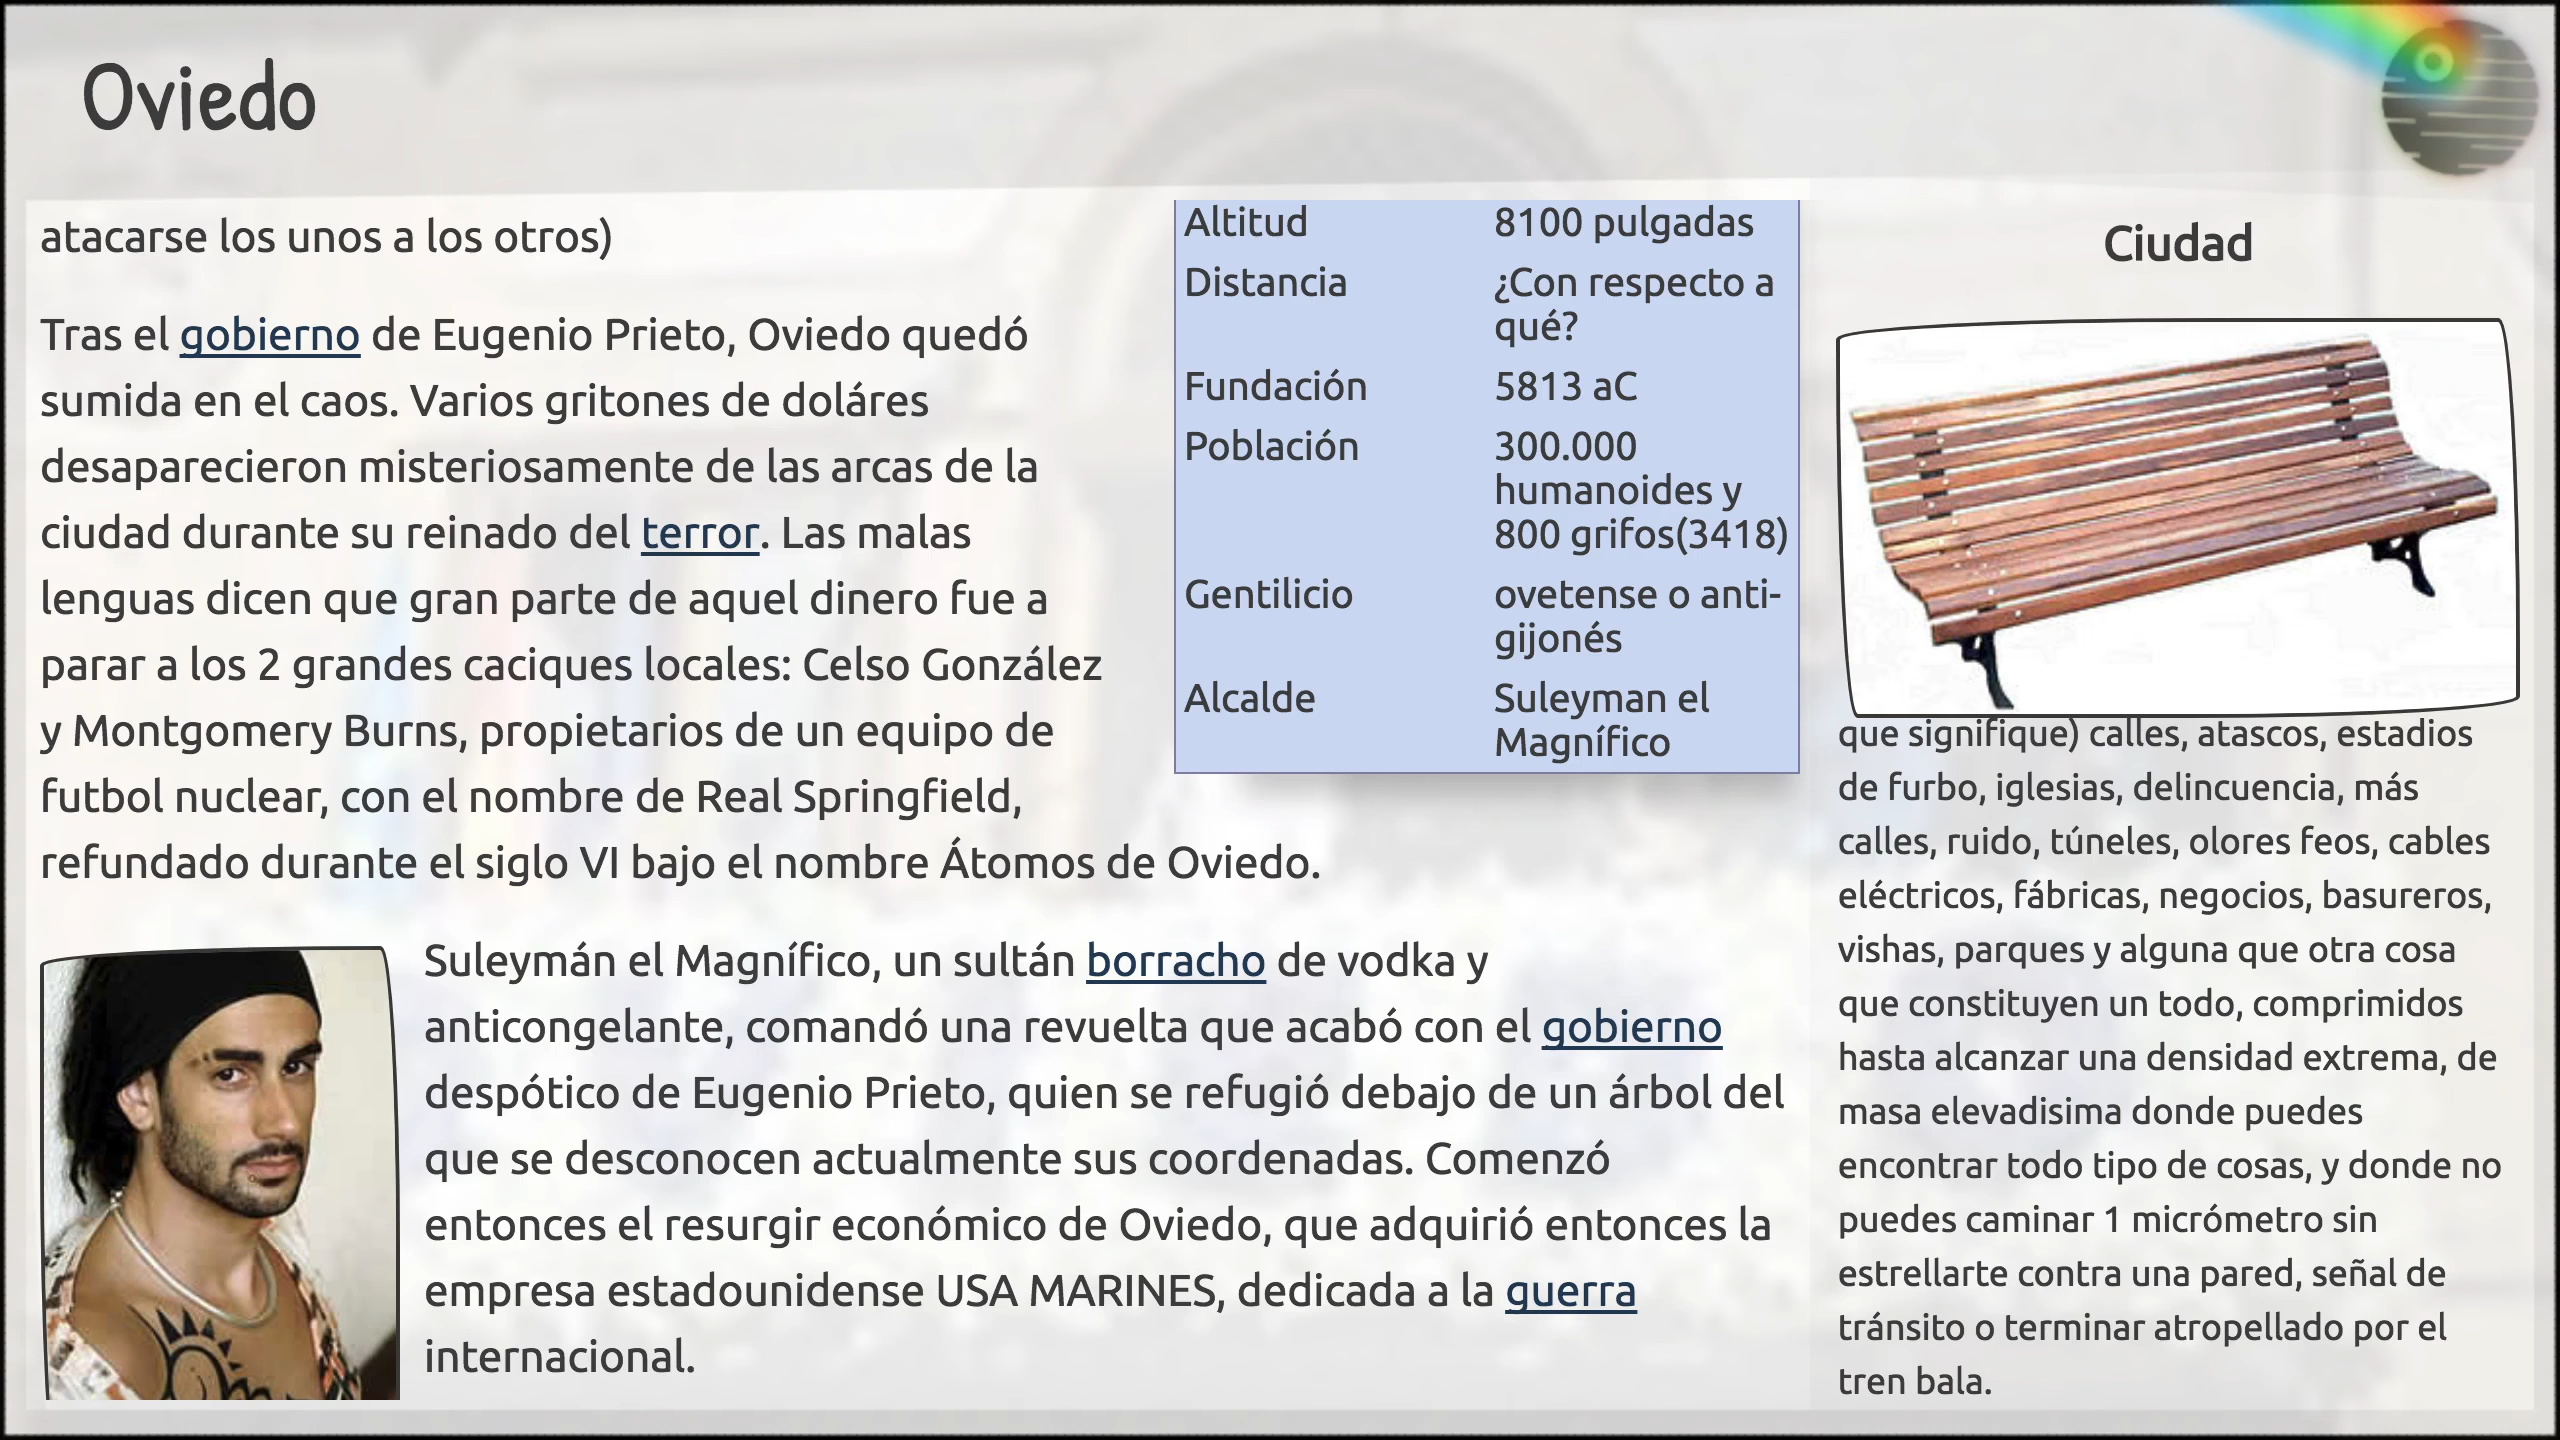 Oviedo
atacarse los unos a los otros)
Tras el gobierno de Eugenio Prieto, Oviedo quedó
sumida en el caos. Varios gritones de doláres
desaparecieron misteriosamente de las arcas de la
ciudad durante su reinado del terror. Las malas
lenguas dicen que gran parte de aquel dinero fue a
parar a los 2 grandes caciques locales: Celso González
y Montgomery Burns, propietarios de un equipo de
futbol nuclear, con el nombre de Real Springfield,
refundado durante el siglo VI bajo el nombre Átomos de Oviedo.
Suleymán el Magnífico, un sultán borracho de vodka y
anticongelante, comandó una revuelta que acabó con el gobierno
despótico de Eugenio Prieto, quien se refugió debajo de un árbol del
que se desconocen actualmente sus coordenadas. Comenzó
entonces el resurgir económico de Oviedo, que adquirió entonces la
empresa estadounidense USA MARINES, dedicada a la guerra
internacional.
Altitud 8100 pulgadas
Distancia ¿Con respecto a
qué?
Fundación 5813 aC
Población 300.000
humanoides y
800 grifos(3418)
Gentilicio ovetense o anti-
gijonés
Alcalde Suleyman el
Magnífico
Ciudad
que signifique) calles, atascos, estadios
de furbo, iglesias, delincuencia, más
calles, ruido, túneles, olores feos, cables
eléctricos, fábricas, negocios, basureros,
vishas, parques y alguna que otra cosa
que constituyen un todo, comprimidos
hasta alcanzar una densidad extrema, de
masa elevadisima donde puedes
encontrar todo tipo de cosas, y donde no
puedes caminar 1 micrómetro sin
estrellarte contra una pared, señal de
tránsito o terminar atropellado por el
tren bala.